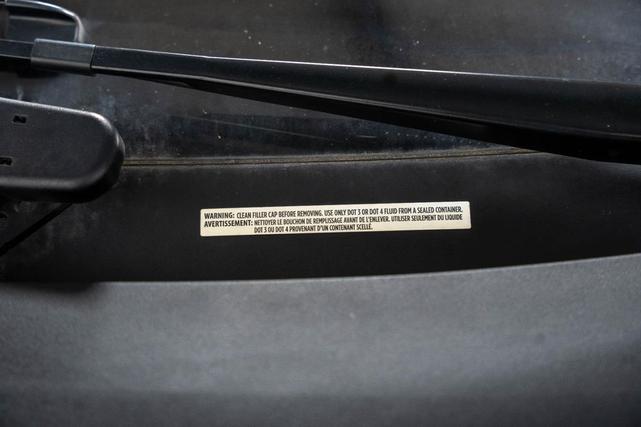 WARNING: CLEAN FILLER CAP BEFORE REMOVING. USE ONLY DOT 3 OR DOT 4 FLUID FROM A SEALED CONTAINER.
AVERTISSEMENT: NETTOYER LE BOUCHON DE REMPLISSAGE AVANT DE L'ENLEVER. UTILISER SEULEMENT DU LIQUIDE
DOT 3 OU DOT 4 PROVENANT D'UN CONTENANT SCELLÉ.